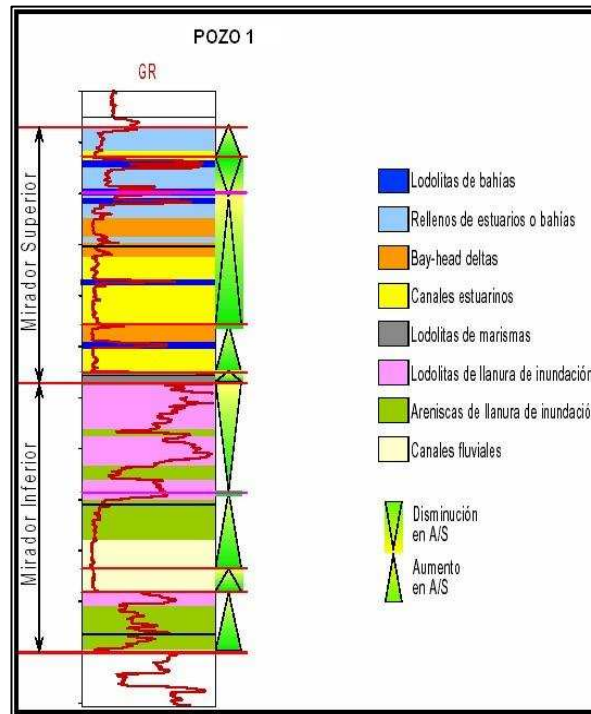 POZO 1
GR
Mirador Superior
Mirador Inferior
Lodolitas de bahías
Rellenos de estuarios o bahías
Bay-head deltas
Canales estuarinos
Lodolitas de marismas
Lodolitas de llanura de inundación
Areniscas de llanura de inundació
Canales fluviales
Disminución
en A/S
Aumento
en A/S